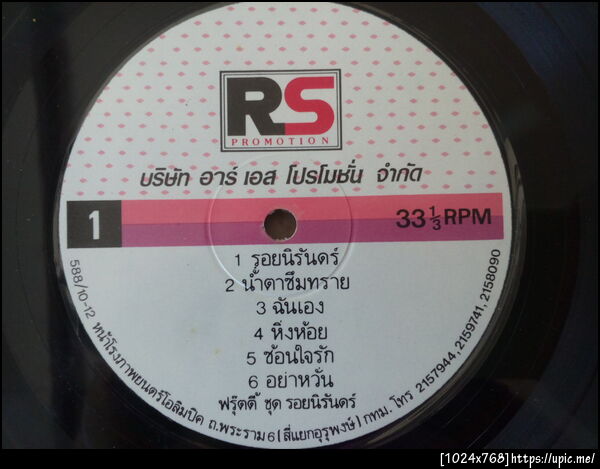 RS
PROMOTION
บริษัท อาร์ เอส โปรโมชั่น จำกัด
1
33 1/3 RPM
1 รอยนิรันดร์
2 น้ำตาซึมทราย
3 ฉันเอง
4 หิ่งห้อย
5 ซ้อนใจรัก
6 อย่าหวั่น
ฟรุ๊ตตี้ ชุด รอยนิรันดร์
588/10-12 หน้าโรงภาพยนตร์โอลิมปิค ถ.พระราม 6 (สี่แยกอุรุพงษ์) กทม. โทร 2157944, 2159741, 2158090
[1024x768]https://upic.me/